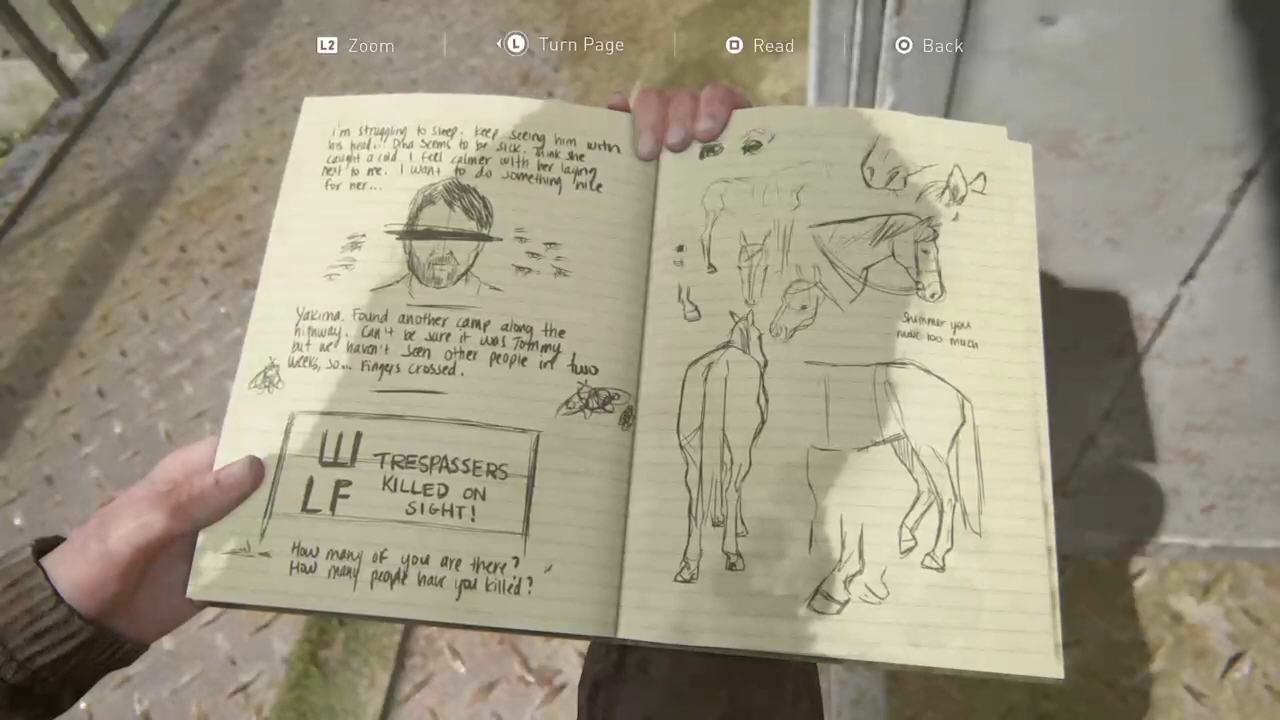 L2 Zoom
L Turn Page
Read
Back
i'm struggling to sleep. Keep seeing him with
his head... Dina seems to be sick. Think she
caught a cold. I feel calmer with her laying
next to me. I want to do something nice
for her...
Yakima. Found another camp along the
highway. Can't be sure it was Tommy
but we haven't seen other people in two
weeks, so... Fingers crossed.
W
LF
TRESPASSERS
KILLED ON
SIGHT!
How many of you are there?
How many people have you killed?
Shimmer you
move too much